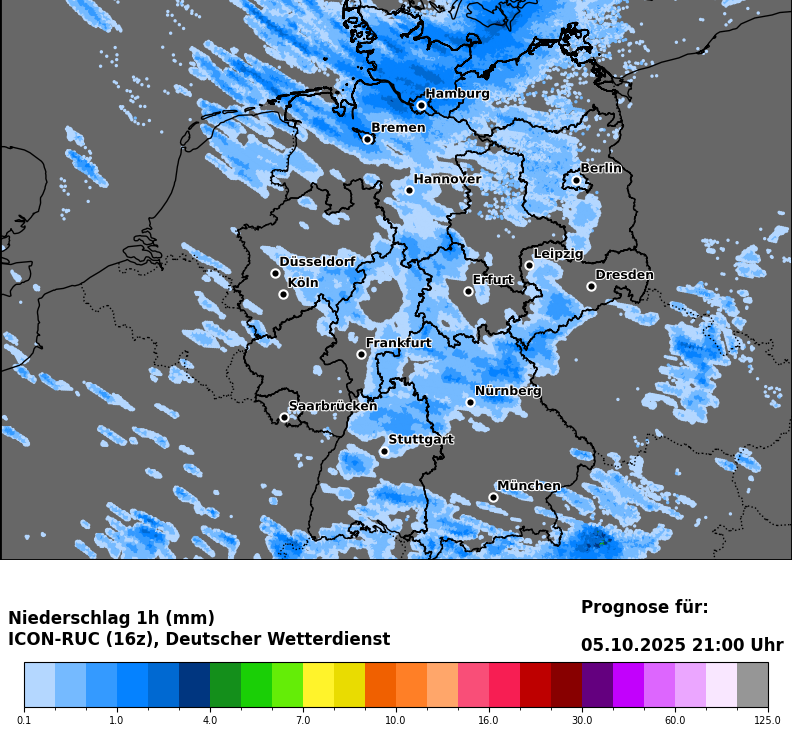 Hamburg
Bremen
Berlin
Hannover
Leipzig
Düsseldorf
Dresden
Köln
Erfurt
Frankfurt
Nürnberg
Saarbrücken
Stuttgart
München
Niederschlag 1h (mm)
ICON-RUC (16z), Deutscher Wetterdienst
Prognose für:
05.10.2025 21:00 Uhr
0.1 1.0 4.0 7.0 10.0 16.0 30.0 60.0 125.0